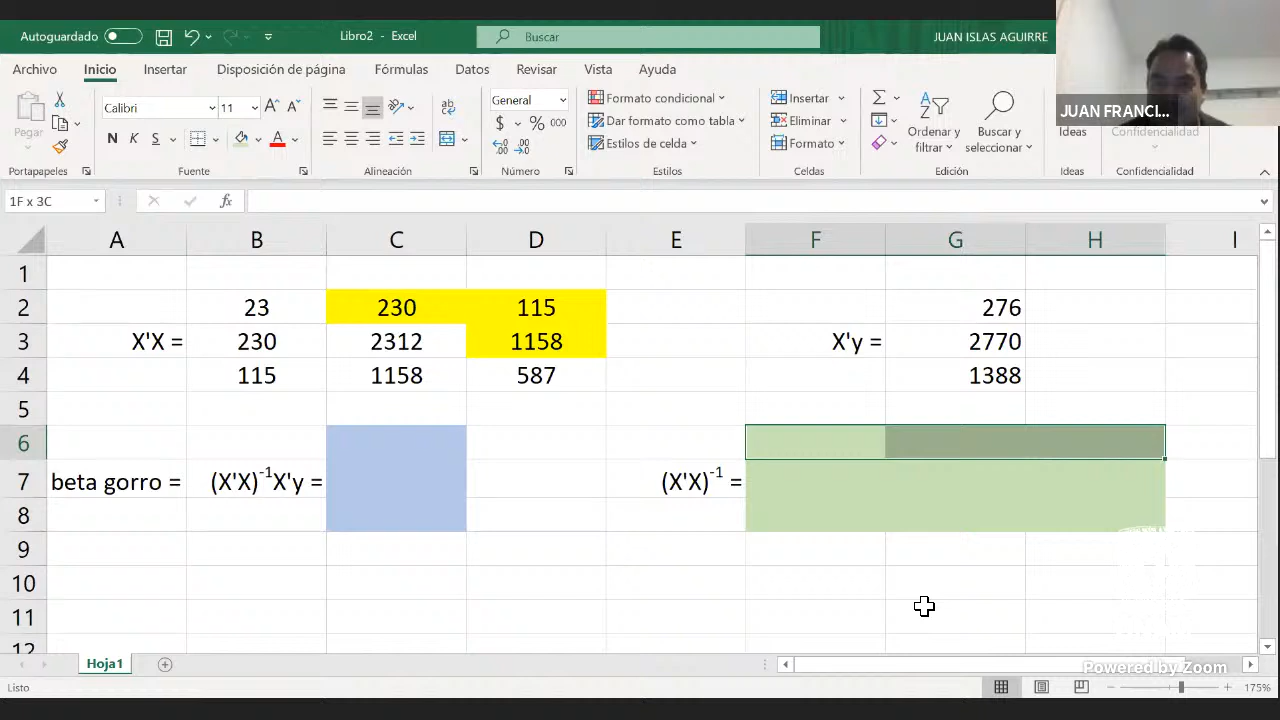 Autoguardado
Libro2 - Excel
Buscar
JUAN ISLAS AGUIRRE
Archivo Inicio Insertar Disposición de página Fórmulas Datos Revisar Vista Ayuda
JUAN FRANCI...
Pegar
Calibri 11
N K S
General
$ % 000
Formato condicional
Dar formato como tabla
Estilos de celda
Insertar
Eliminar
Formato
Ordenar y filtrar
Buscar y seleccionar
Ideas
Confidencialidad
Portapapeles Fuente Alineación Número Estilos Celdas Edición Ideas Confidencialidad
1F x 3C
fx
A B C D E F G H I
1
2 23 230 115 276
3 X'X = 230 2312 1158 X'y = 2770
4 115 1158 587 1388
5
6
7 beta gorro = (X'X)⁻¹X'y = (X'X)⁻¹ =
8
9
10
11
12
Hoja1
Powered by Zoom
Listo
175%